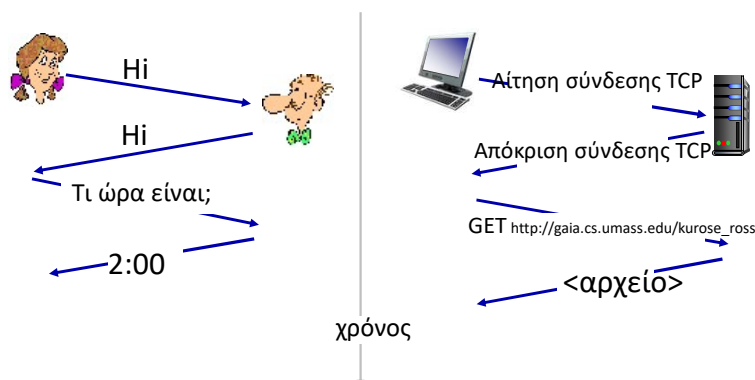 Hi
Hi
Τι ώρα είναι;
2:00
Αίτηση σύνδεσης TCP
Απόκριση σύνδεσης TCP
GET http://gaia.cs.umass.edu/kurose_ross
<αρχείο>
χρόνος